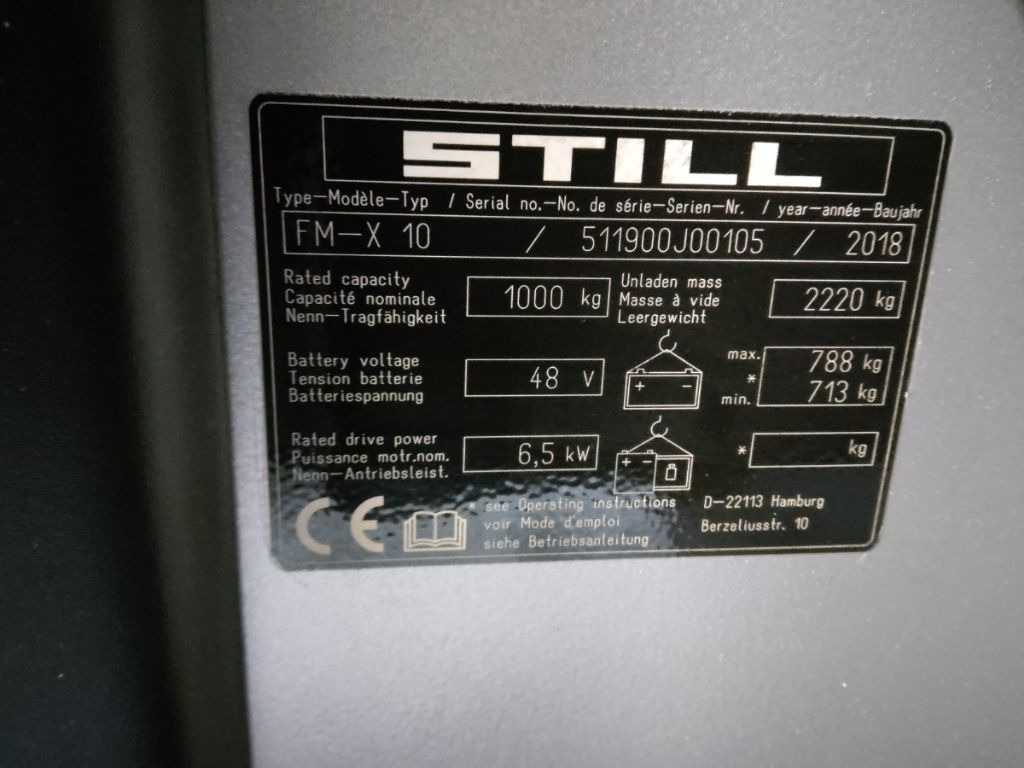 STILL
Type-Modèle-Typ / Serial no.-No. de série-Serien-Nr. / year-année-Baujahr
FM-X 10 / 511900J00105 / 2018
Rated capacity
Capacité nominale
Nenn-Tragfähigkeit
1000 kg
Unladen mass
Masse à vide
Leergewicht
2220 kg
Battery voltage
Tension batterie
Batteriespannung
48 V
+ -
max. 788 kg
*
min. 713 kg
Rated drive power
Puissance motr.nom.
Nenn-Antriebsleist.
6,5 kW
+ -
* kg
CE
* see Operating instructions
voir Mode d'emploi
siehe Betriebsanleitung
D-22113 Hamburg
Berzeliusstr. 10